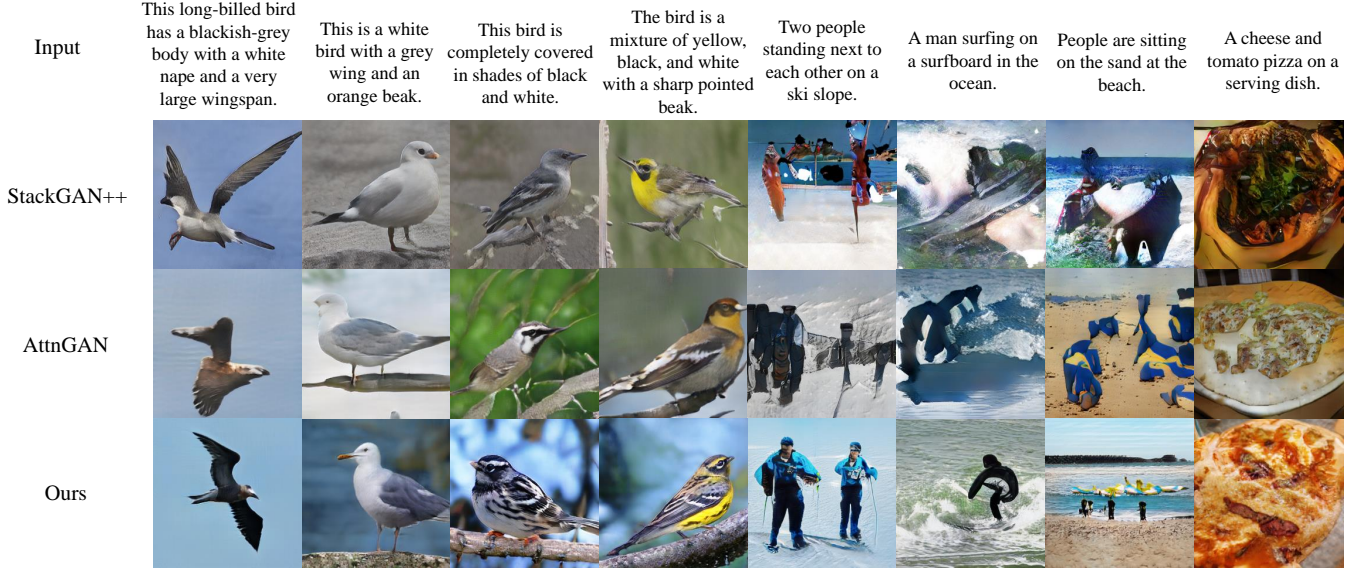 Input
This long-billed bird
has a blackish-grey
body with a white
nape and a very
large wingspan.
This is a white
bird with a grey
wing and an
orange beak.
This bird is
completely covered
in shades of black
and white.
The bird is a
mixture of yellow,
black, and white
with a sharp pointed
beak.
Two people
standing next to
each other on a
ski slope.
A man surfing on
a surfboard in the
ocean.
People are sitting
on the sand at the
beach.
A cheese and
tomato pizza on a
serving dish.
StackGAN++
AttnGAN
Ours